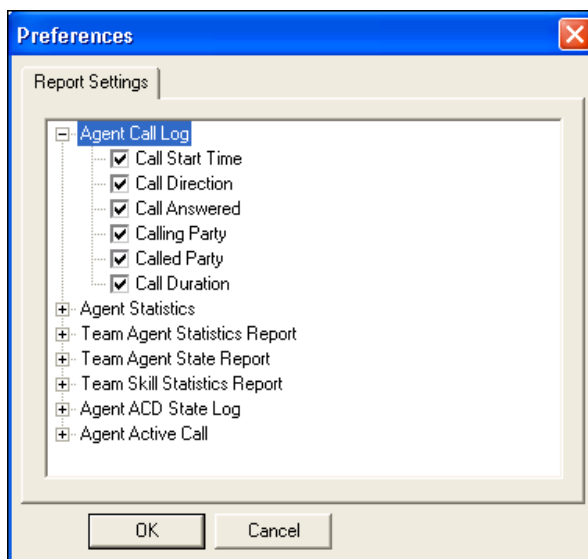 Preferences
Report Settings
Agent Call Log
Call Start Time
Call Direction
Call Answered
Calling Party
Called Party
Call Duration
Agent Statistics
Team Agent Statistics Report
Team Agent State Report
Team Skill Statistics Report
Agent ACD State Log
Agent Active Call
OK Cancel